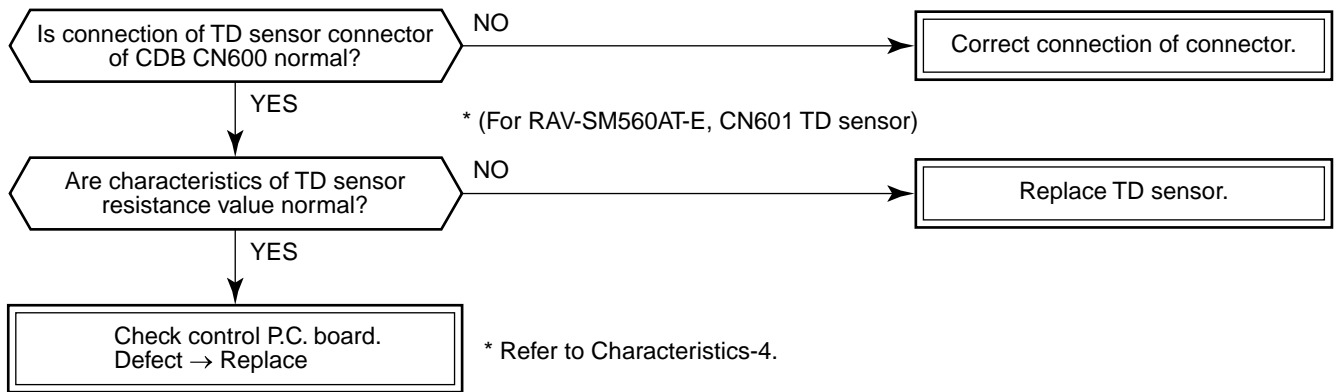 Is connection of TD sensor connector
of CDB CN600 normal?
NO
Correct connection of connector.
YES
* (For RAV-SM560AT-E, CN601 TD sensor)
Are characteristics of TD sensor
resistance value normal?
NO
Replace TD sensor.
YES
Check control P.C. board.
Defect → Replace
* Refer to Characteristics-4.